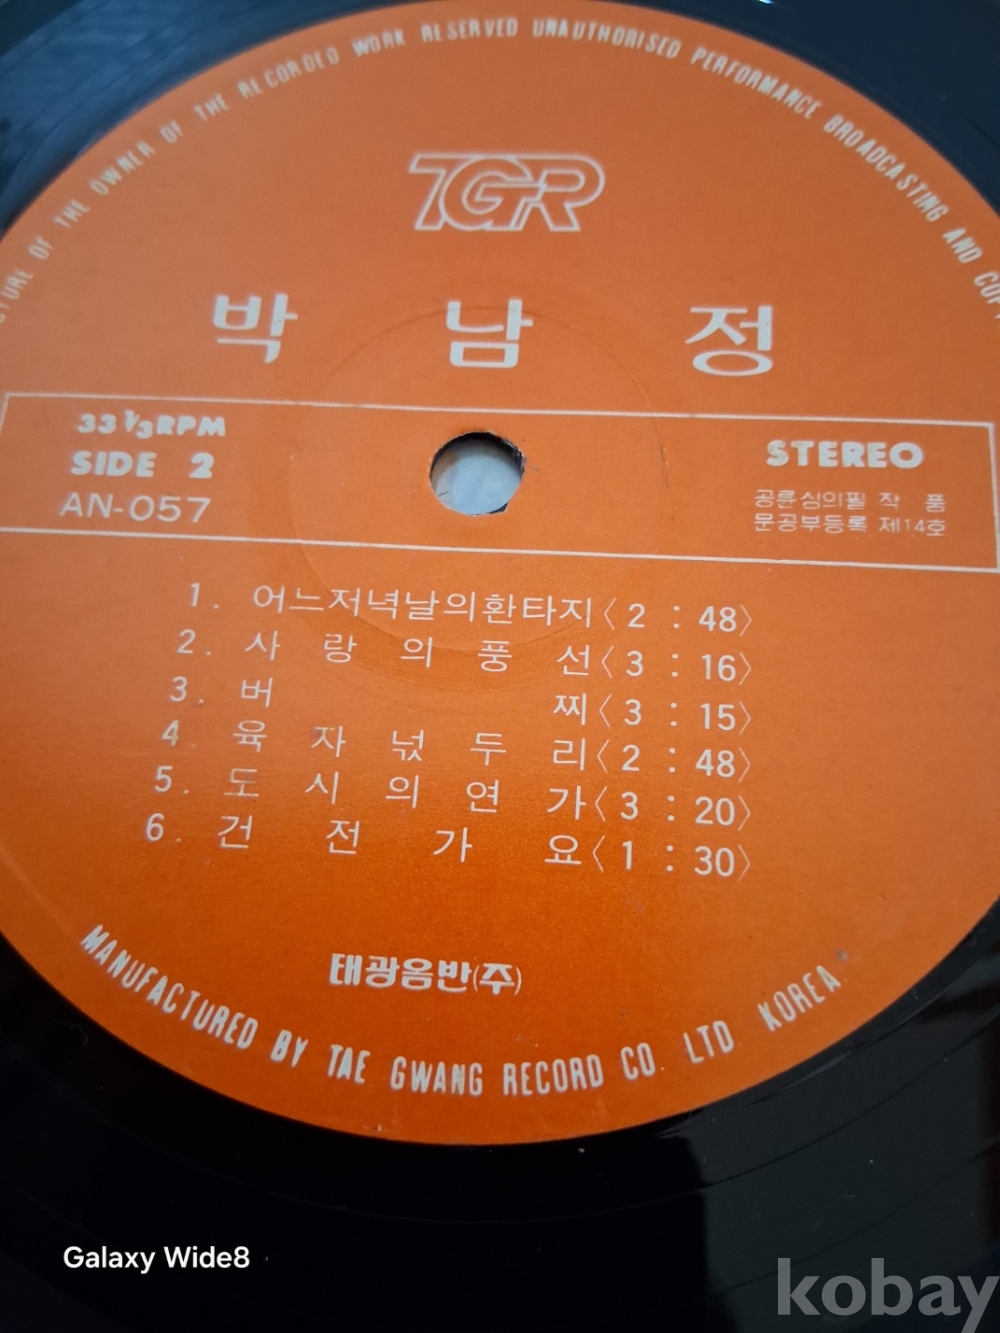 OF THE OWNER OF THE RECORDED WORK RESERVED UNAUTHORISED PERFORMANCE BROADCASTING AND
TGR
박남정
33 1/3 RPM
SIDE 2
AN-057
STEREO
공륜심의필 작품
문공부등록 제14호
1. 어느저녁날의환타지〈2 : 48〉
2. 사랑의풍선〈3 : 16〉
3. 버찌〈3 : 15〉
4. 육자넋두리〈2 : 48〉
5. 도시의연가〈3 : 20〉
6. 건전가요〈1 : 30〉
태광음반(주)
MANUFACTURED BY TAE GWANG RECORD CO. LTD. KOREA.
Galaxy Wide8
kobay